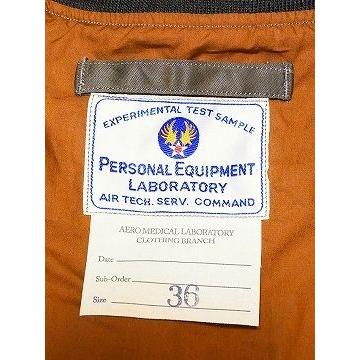 EXPERIMENTAL TEST SAMPLE
PERSONAL EQUIPMENT
LABORATORY
AIR TECH. SERV. COMMAND
AERO MEDICAL LABORATORY
CLOTHING BRANCH
Date
Sub-Order
Size 36